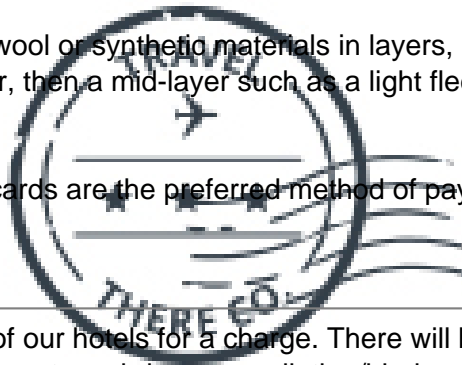 wool or synthetic materials in layers,
r, then a mid-layer such as a light flee
TRAVEL
cards are the preferred method of pay
THERE CO.
of our hotels for a charge. There will b